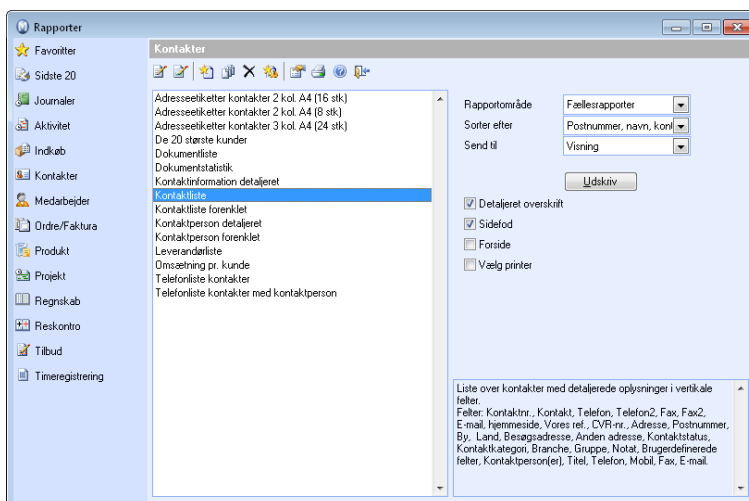 Rapporter
Favoritter
Sidste 20
Journaler
Aktivitet
Indkøb
Kontakter
Medarbejder
Ordre/Faktura
Produkt
Projekt
Regnskab
Reskontro
Tilbud
Timeregistrering
Kontakter
Adresseetiketter kontakter 2 kol. A4 (16 stk)
Adresseetiketter kontakter 2 kol. A4 (8 stk)
Adresseetiketter kontakter 3 kol. A4 (24 stk)
De 20 største kunder
Dokumentliste
Dokumentstatistik
Kontaktinformation detaljeret
Kontaktliste
Kontaktliste forenklet
Kontaktperson detaljeret
Kontaktperson forenklet
Leverandørliste
Omsætning pr. kunde
Telefonliste kontakter
Telefonliste kontakter med kontaktperson
Rapportområde Fællesrapporter
Sorter efter Postnummer, navn, kont
Send til Visning
Udskriv
Detaljeret overskrift
Sidefod
Forside
Vælg printer
Liste over kontakter med detaljerede oplysninger i vertikale
felter.
Felter: Kontaktnr., Kontakt, Telefon, Telefon2, Fax, Fax2,
E-mail, hjemmeside, Vores ref., CVR-nr., Adresse, Postnummer,
By, Land, Besøgsadresse, Anden adresse, Kontaktstatus,
Kontaktkategori, Branche, Gruppe, Notat, Brugerdefinerede
felter, Kontaktperson(er), Titel, Telefon, Mobil, Fax, E-mail.